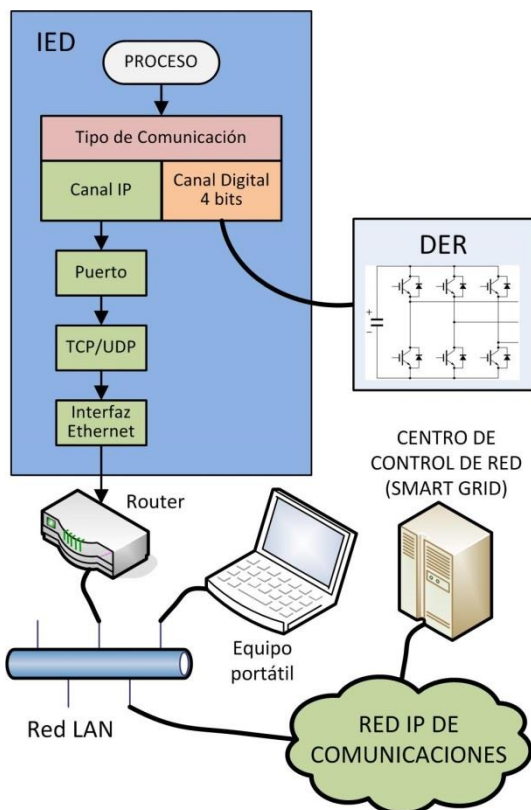 IED
PROCESO
Tipo de Comunicación
Canal IP
Canal Digital
4 bits
Puerto
TCP/UDP
Interfaz
Ethernet
DER
+
-
Router
Equipo
portátil
CENTRO DE
CONTROL DE RED
(SMART GRID)
Red LAN
RED IP DE
COMUNICACIONES